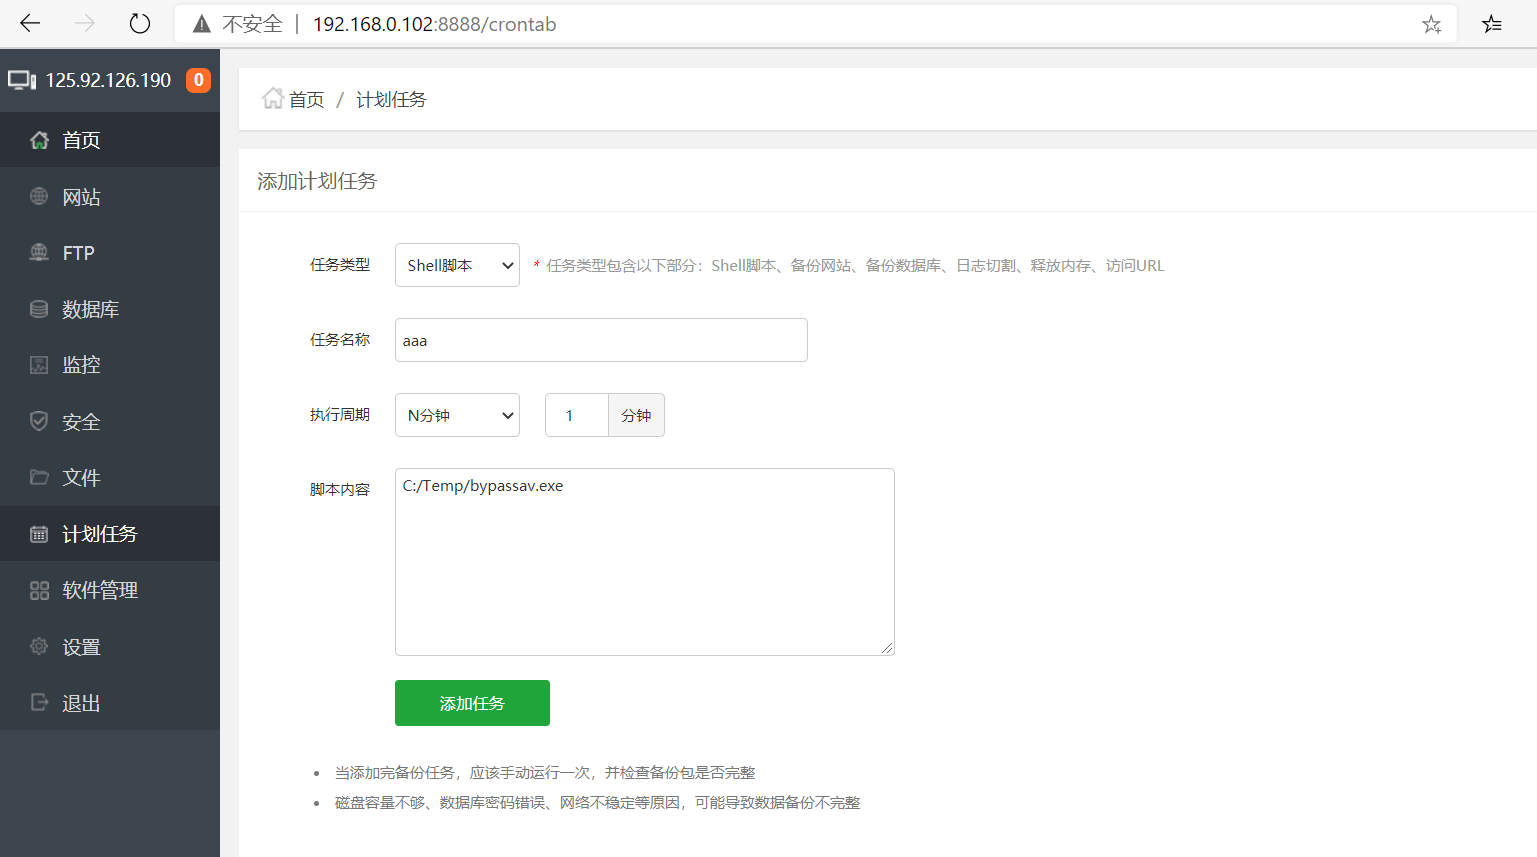 不安全 | 192.168.0.102:8888/crontab
125.92.126.190 0
首页
网站
FTP
数据库
监控
安全
文件
计划任务
软件管理
设置
退出
首页 / 计划任务
添加计划任务
任务类型 Shell脚本 * 任务类型包含以下部分：Shell脚本、备份网站、备份数据库、日志切割、释放内存、访问URL
任务名称 aaa
执行周期 N分钟 1 分钟
脚本内容 C:/Temp/bypassav.exe
添加任务
当添加完备份任务，应该手动运行一次，并检查备份包是否完整
磁盘容量不够、数据库密码错误、网络不稳定等原因，可能导致数据备份不完整